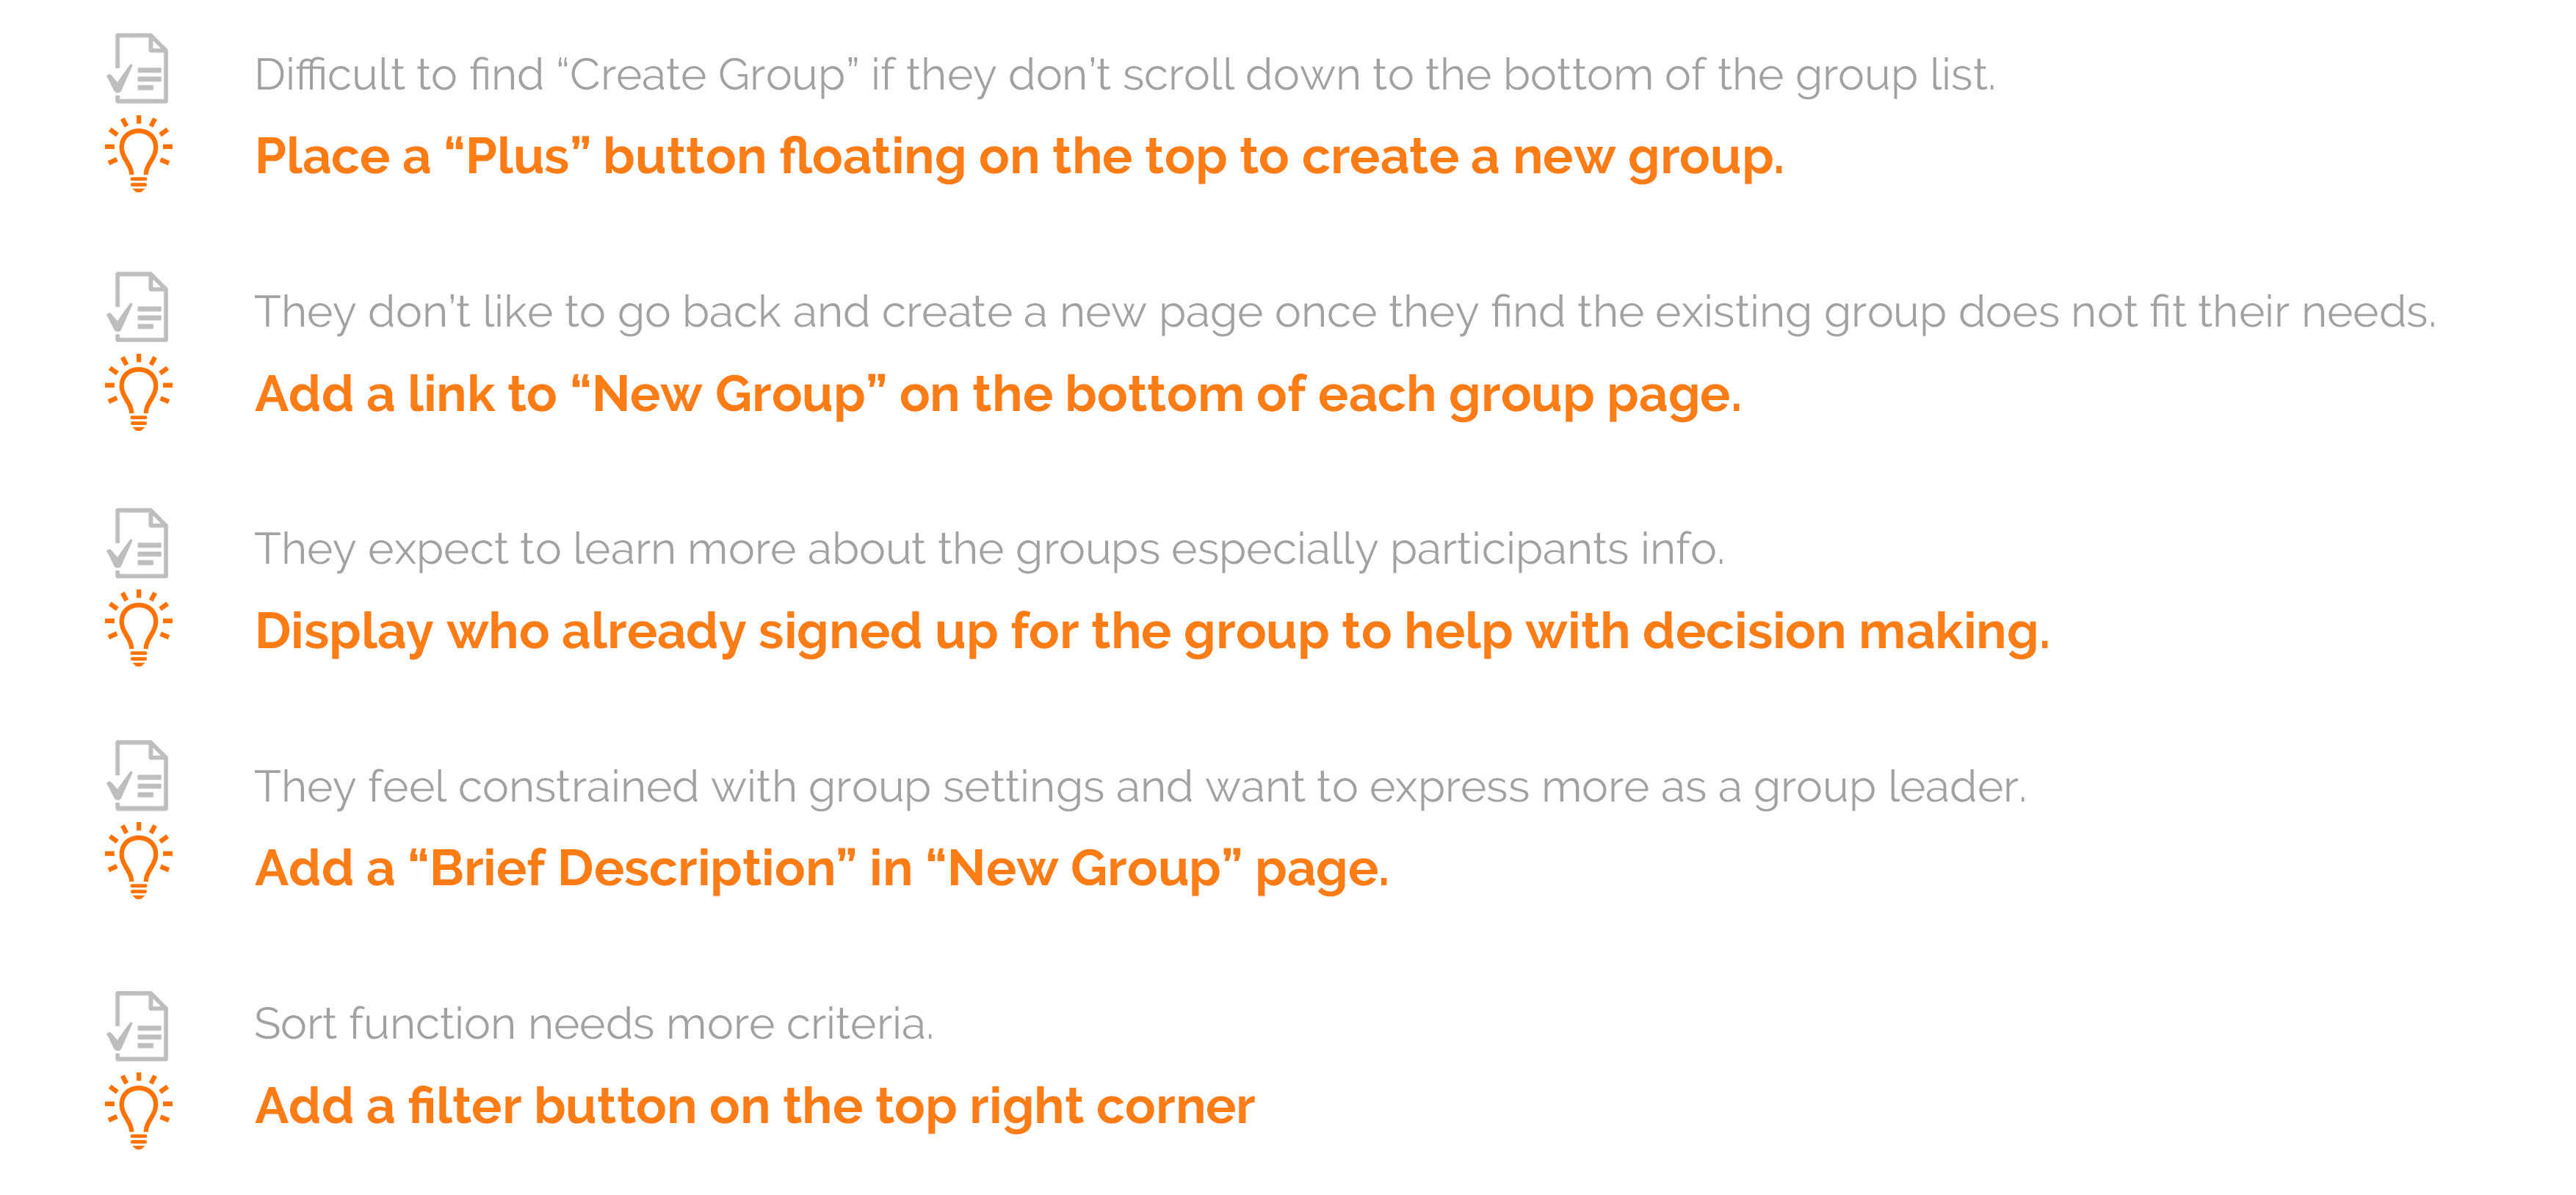 Difficult to find “Create Group” if they don’t scroll down to the bottom of the group list.
Place a “Plus” button floating on the top to create a new group.
They don’t like to go back and create a new page once they find the existing group does not fit their needs.
Add a link to “New Group” on the bottom of each group page.
They expect to learn more about the groups especially participants info.
Display who already signed up for the group to help with decision making.
They feel constrained with group settings and want to express more as a group leader.
Add a “Brief Description” in “New Group” page.
Sort function needs more criteria.
Add a filter button on the top right corner